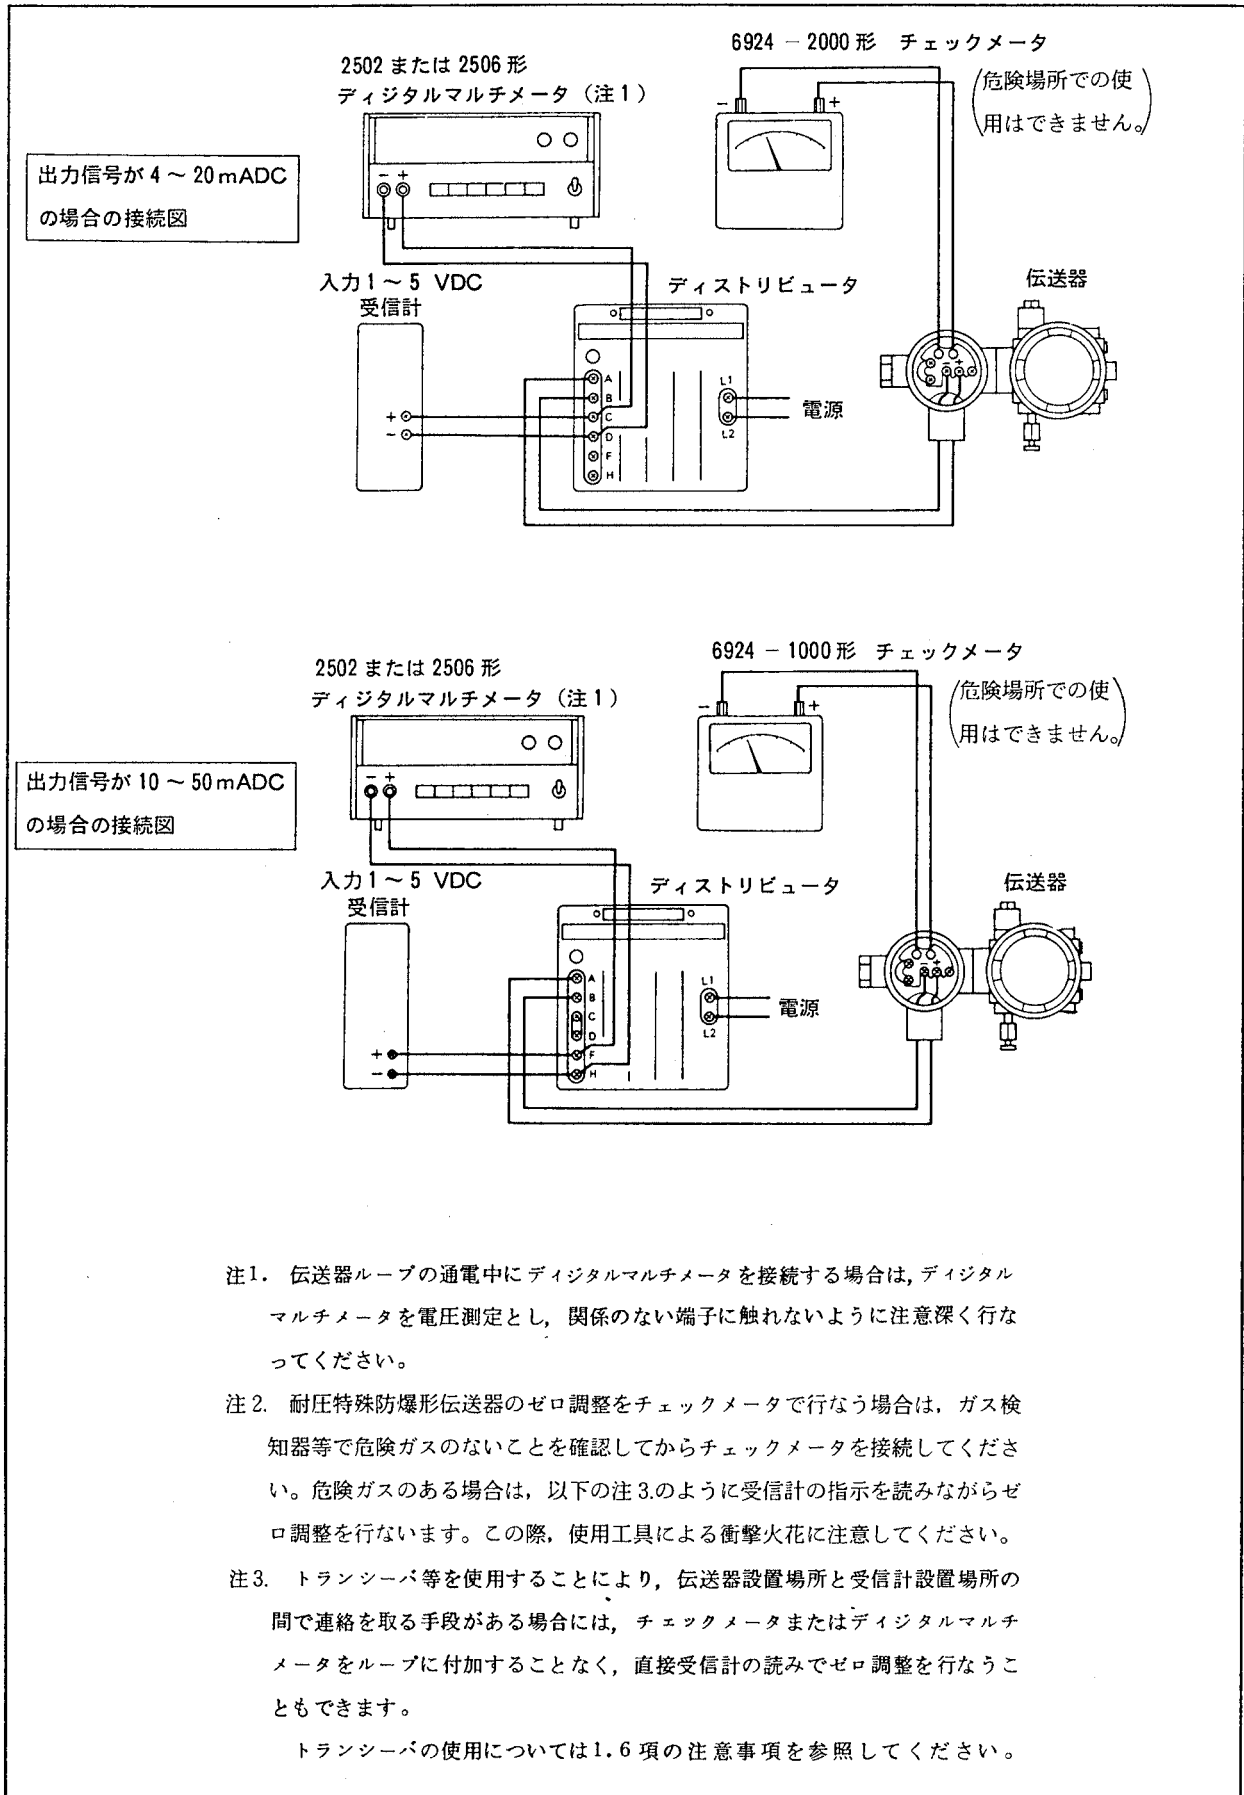 6924－2000形 チェックメータ
2502 または 2506 形
ディジタルマルチメータ（注1）
(危険場所での使
用はできません。)
－ ＋
出力信号が 4 ～ 20 mADC
の場合の接続図
－ ＋
入力1～5 VDC
受信計
ディストリビュータ
伝送器
A
B
C
D
F
H
L1
L2
電源
＋
－
－ ＋
6924－1000形 チェックメータ
2502 または 2506 形
ディジタルマルチメータ（注1）
(危険場所での使
用はできません。)
－ ＋
出力信号が 10 ～ 50 mADC
の場合の接続図
－ ＋
入力1～5 VDC
受信計
ディストリビュータ
伝送器
A
B
C
D
F
H
L1
L2
電源
＋
－
－ ＋
注1. 伝送器ループの通電中にディジタルマルチメータを接続する場合は，ディジタル
マルチメータを電圧測定とし，関係のない端子に触れないように注意深く行な
ってください。
注2. 耐圧特殊防爆形伝送器のゼロ調整をチェックメータで行なう場合は，ガス検
知器等で危険ガスのないことを確認してからチェックメータを接続してくださ
い。危険ガスのある場合は，以下の注3.のように受信計の指示を読みながらゼ
ロ調整を行ないます。この際，使用工具による衝撃火花に注意してください。
注3. トランシーバ等を使用することにより，伝送器設置場所と受信計設置場所の
間で連絡を取る手段がある場合には，チェックメータまたはディジタルマルチ
メータをループに付加することなく，直接受信計の読みでゼロ調整を行なうこ
ともできます。
トランシーバの使用については1.6項の注意事項を参照してください。